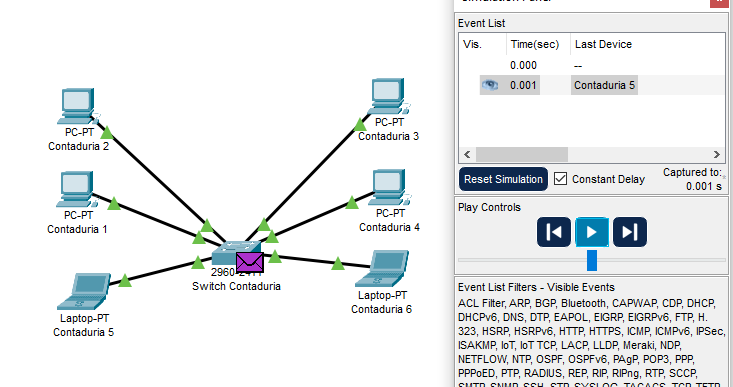 Event List
Vis.
Time(sec)
Last Device
0.000
--
0.001
Contaduria 5
Reset Simulation
Constant Delay
Captured to:
0.001 s
Play Controls
Event List Filters - Visible Events
ACL Filter, ARP, BGP, Bluetooth, CAPWAP, CDP, DHCP,
DHCPv6, DNS, DTP, EAPOL, EIGRP, EIGRPv6, FTP, H.
323, HSRP, HSRPv6, HTTP, HTTPS, ICMP, ICMPv6, IPSec,
ISAKMP, IoT, IoT TCP, LACP, LLDP, Meraki, NDP,
NETFLOW, NTP, OSPF, OSPFv6, PAgP, POP3, PPP,
PPPoED, PTP, RADIUS, REP, RIP, RIPng, RTP, SCCP,
SMTP, SNMP, SSH, STP, SYSLOG, TACACS, TCP, TFTP,
PC-PT
Contaduria 2
PC-PT
Contaduria 3
PC-PT
Contaduria 1
PC-PT
Contaduria 4
Switch Contaduria
Laptop-PT
Contaduria 5
Laptop-PT
Contaduria 6